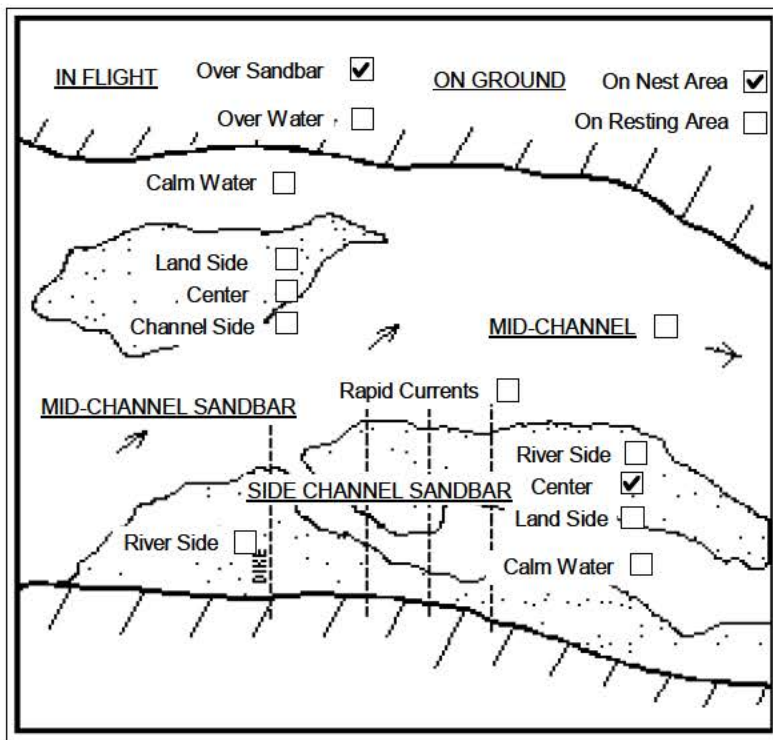 IN FLIGHT
Over Sandbar
ON GROUND
On Nest Area
Over Water
On Resting Area
Calm Water
Land Side
Center
Channel Side
MID-CHANNEL
Rapid Currents
MID-CHANNEL SANDBAR
River Side
SIDE CHANNEL SANDBAR
Center
Land Side
River Side
DIKE
Calm Water